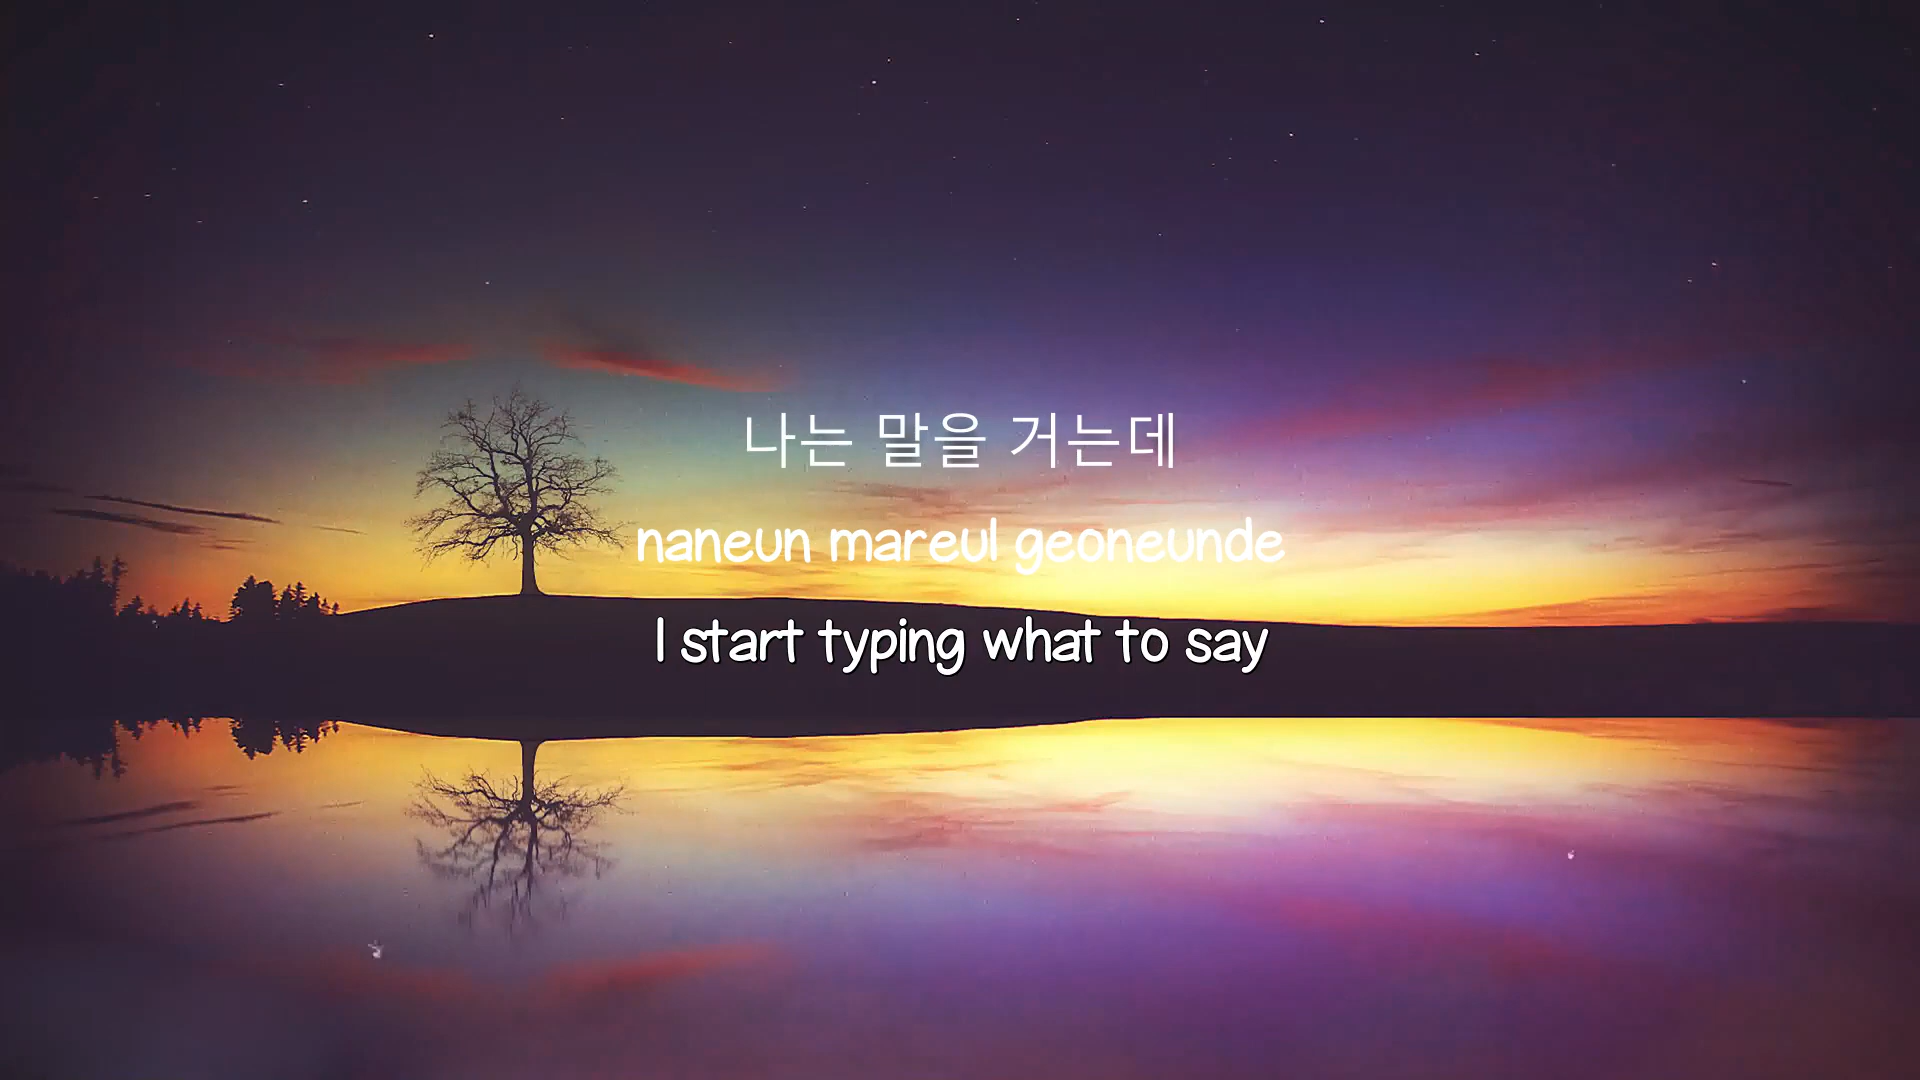 나는 말을 거는데
naneun mareul geoneunde
I start typing what to say